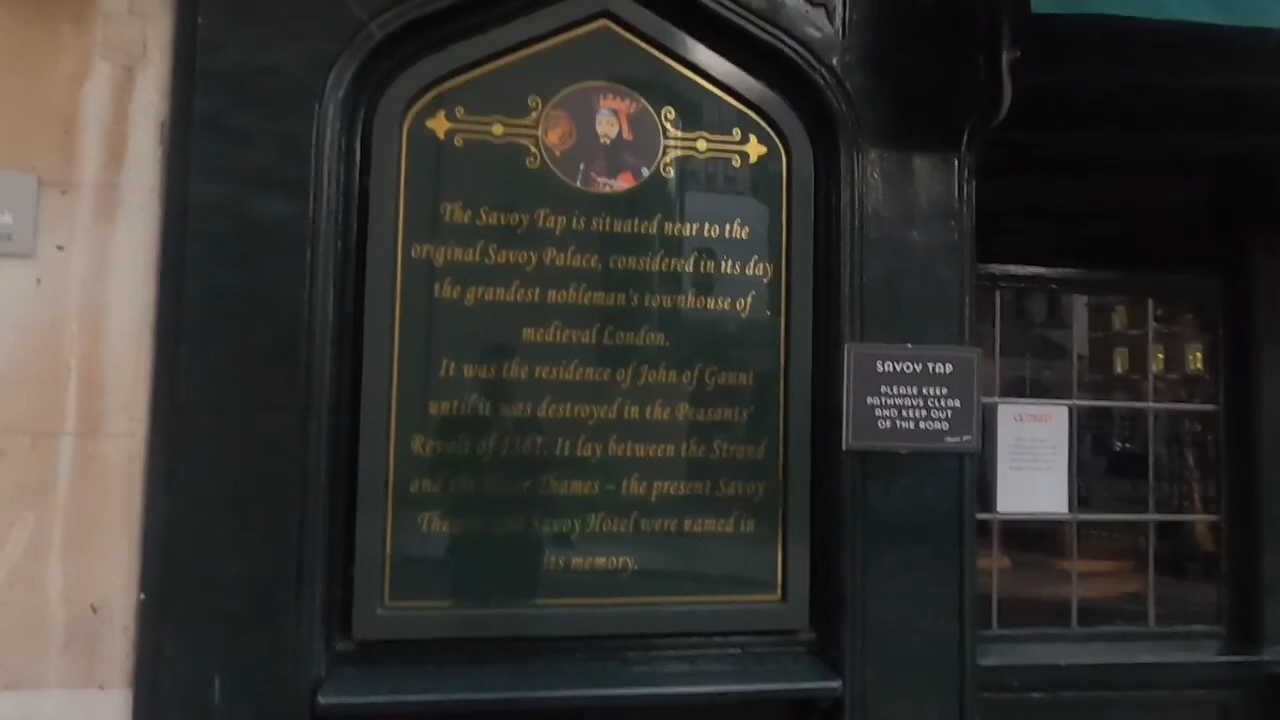 The Savoy Tap is situated near to the
original Savoy Palace, considered in its day
the grandest nobleman's townhouse of
medieval London.
It was the residence of John of Gaunt
until it was destroyed in the Peasants'
Revolt of 1381. It lay between the Strand
and the River Thames – the present Savoy
Theatre and Savoy Hotel were named in
its memory.
SAVOY TAP
PLEASE KEEP
PATHWAYS CLEAR
AND KEEP OUT
OF THE ROAD